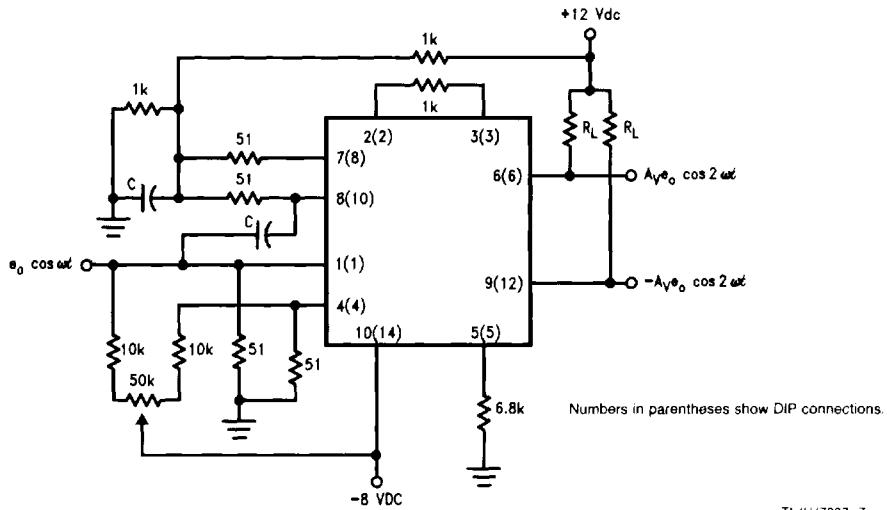 +12 Vdc
1k
1k
1k
R_L R_L
2(2) 3(3)
51
7(8)
6(6)
A_V e_o cos 2 ωt
51
C
8(10)
C
e_o cos ωt
1(1)
9(12)
-A_V e_o cos 2 ωt
4(4)
10(14) 5(5)
10k 10k 51 51
50k
6.8k
Numbers in parentheses show DIP connections.
-8 VDC